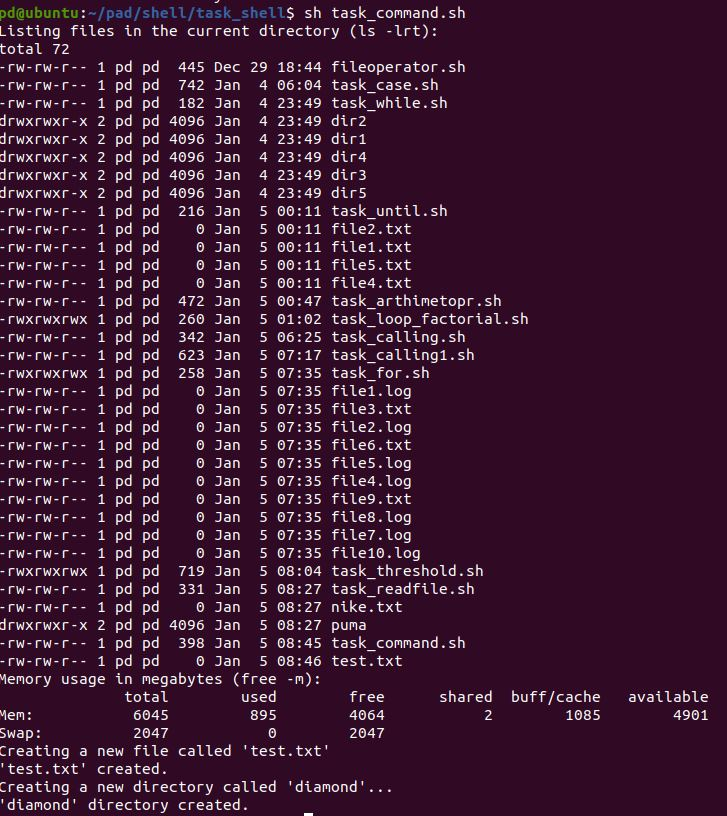 pd@ubuntu:~/pad/shell/task_shell$ sh task_command.sh
Listing files in the current directory (ls -lrt):
total 72
-rw-rw-r-- 1 pd pd  445 Dec 29 18:44 fileoperator.sh
-rw-rw-r-- 1 pd pd  742 Jan  4 06:04 task_case.sh
-rw-rw-r-- 1 pd pd  182 Jan  4 23:49 task_while.sh
drwxrwxr-x 2 pd pd 4096 Jan  4 23:49 dir2
drwxrwxr-x 2 pd pd 4096 Jan  4 23:49 dir1
drwxrwxr-x 2 pd pd 4096 Jan  4 23:49 dir4
drwxrwxr-x 2 pd pd 4096 Jan  4 23:49 dir3
drwxrwxr-x 2 pd pd 4096 Jan  4 23:49 dir5
-rw-rw-r-- 1 pd pd  216 Jan  5 00:11 task_until.sh
-rw-rw-r-- 1 pd pd    0 Jan  5 00:11 file2.txt
-rw-rw-r-- 1 pd pd    0 Jan  5 00:11 file1.txt
-rw-rw-r-- 1 pd pd    0 Jan  5 00:11 file5.txt
-rw-rw-r-- 1 pd pd    0 Jan  5 00:11 file4.txt
-rw-rw-r-- 1 pd pd  472 Jan  5 00:47 task_arthimetopr.sh
-rwxrwxrwx 1 pd pd  260 Jan  5 01:02 task_loop_factorial.sh
-rw-rw-r-- 1 pd pd  342 Jan  5 06:25 task_calling.sh
-rw-rw-r-- 1 pd pd  623 Jan  5 07:17 task_calling1.sh
-rwxrwxrwx 1 pd pd  258 Jan  5 07:35 task_for.sh
-rw-rw-r-- 1 pd pd    0 Jan  5 07:35 file1.log
-rw-rw-r-- 1 pd pd    0 Jan  5 07:35 file3.txt
-rw-rw-r-- 1 pd pd    0 Jan  5 07:35 file2.log
-rw-rw-r-- 1 pd pd    0 Jan  5 07:35 file6.txt
-rw-rw-r-- 1 pd pd    0 Jan  5 07:35 file5.log
-rw-rw-r-- 1 pd pd    0 Jan  5 07:35 file4.log
-rw-rw-r-- 1 pd pd    0 Jan  5 07:35 file9.txt
-rw-rw-r-- 1 pd pd    0 Jan  5 07:35 file8.log
-rw-rw-r-- 1 pd pd    0 Jan  5 07:35 file7.log
-rw-rw-r-- 1 pd pd    0 Jan  5 07:35 file10.log
-rwxrwxrwx 1 pd pd  719 Jan  5 08:04 task_threshold.sh
-rw-rw-r-- 1 pd pd  331 Jan  5 08:27 task_readfile.sh
-rw-rw-r-- 1 pd pd    0 Jan  5 08:27 nike.txt
drwxrwxr-x 2 pd pd 4096 Jan  5 08:27 puma
-rw-rw-r-- 1 pd pd  398 Jan  5 08:45 task_command.sh
-rw-rw-r-- 1 pd pd    0 Jan  5 08:46 test.txt
Memory usage in megabytes (free -m):
              total        used        free      shared  buff/cache   available
Mem:           6045         895        4064           2        1085        4901
Swap:          2047           0        2047
Creating a new file called 'test.txt'
'test.txt' created.
Creating a new directory called 'diamond'...
'diamond' directory created.